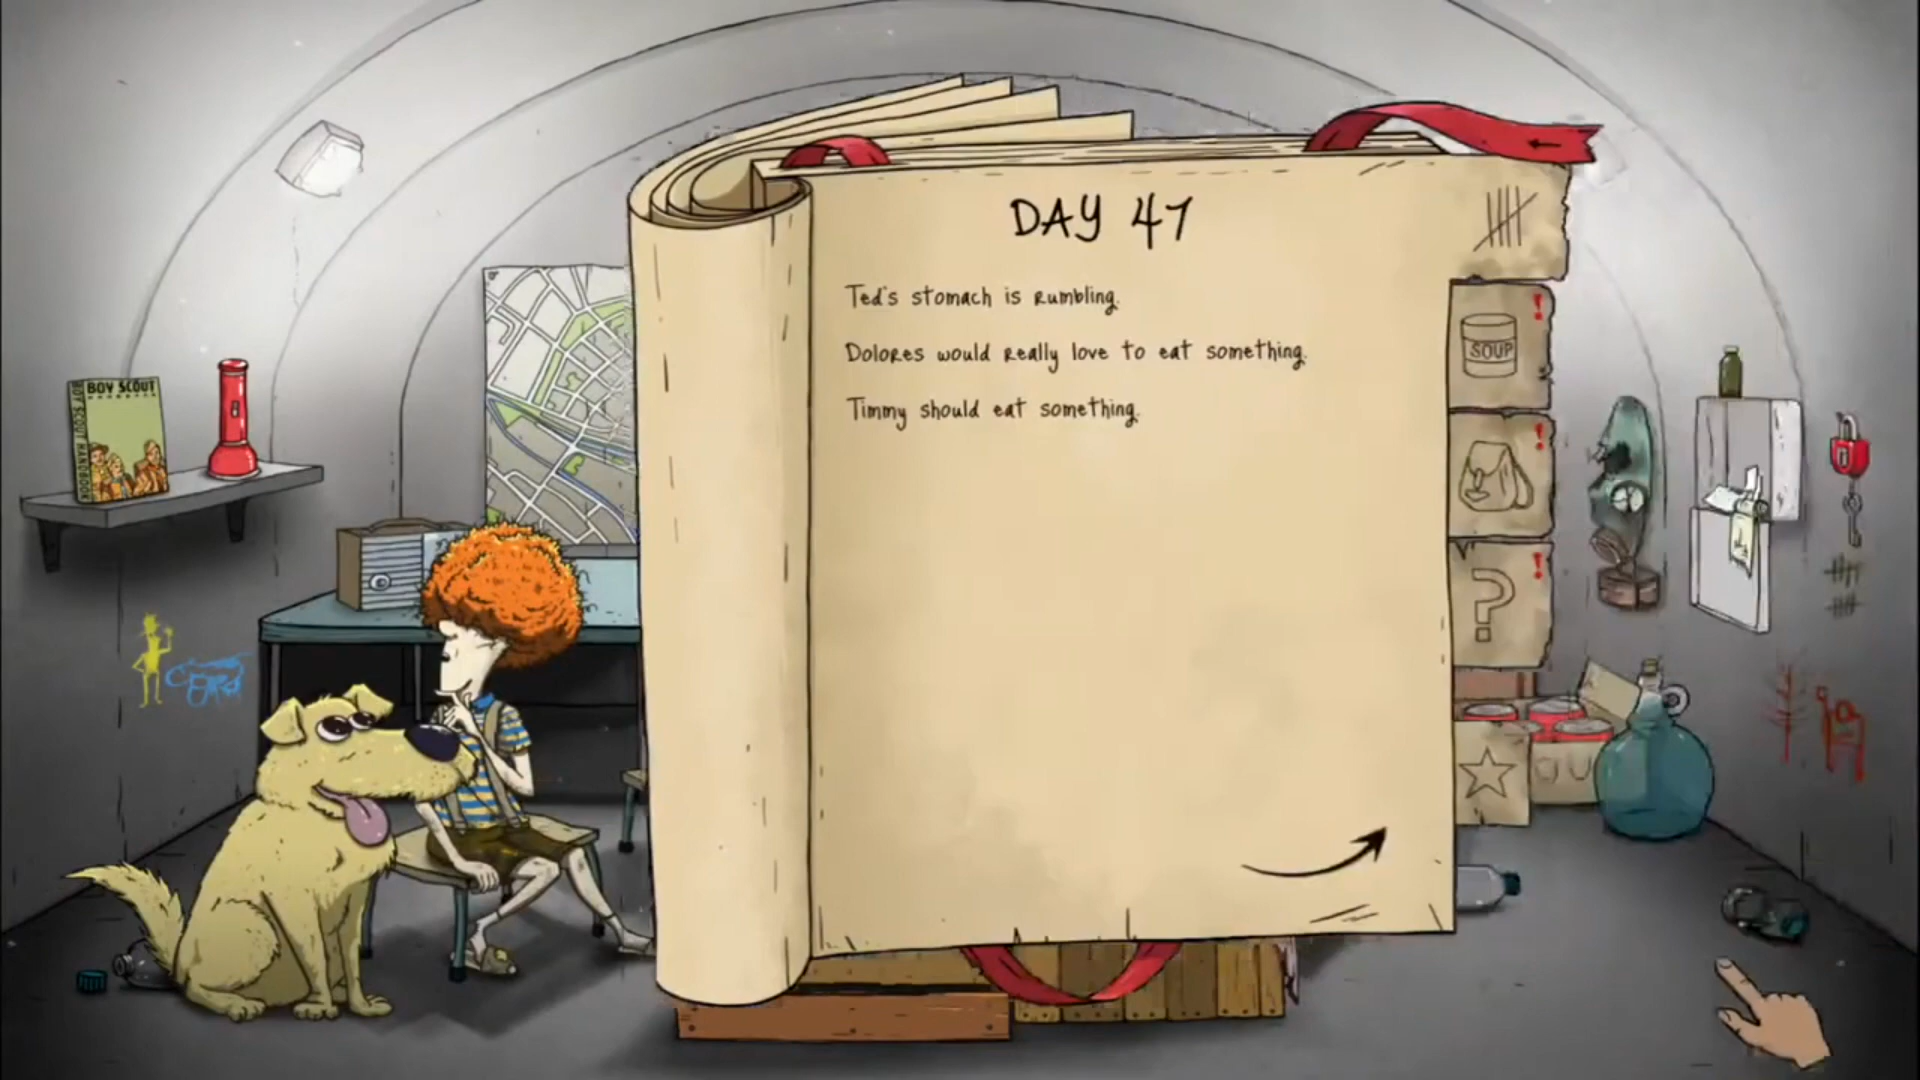 DAY 47
Ted's stomach is rumbling.
Dolores would really love to eat something.
Timmy should eat something.
SOUP
?
BOY SCOUT
HANDBOOK
BOY SCOUT HANDBOOK